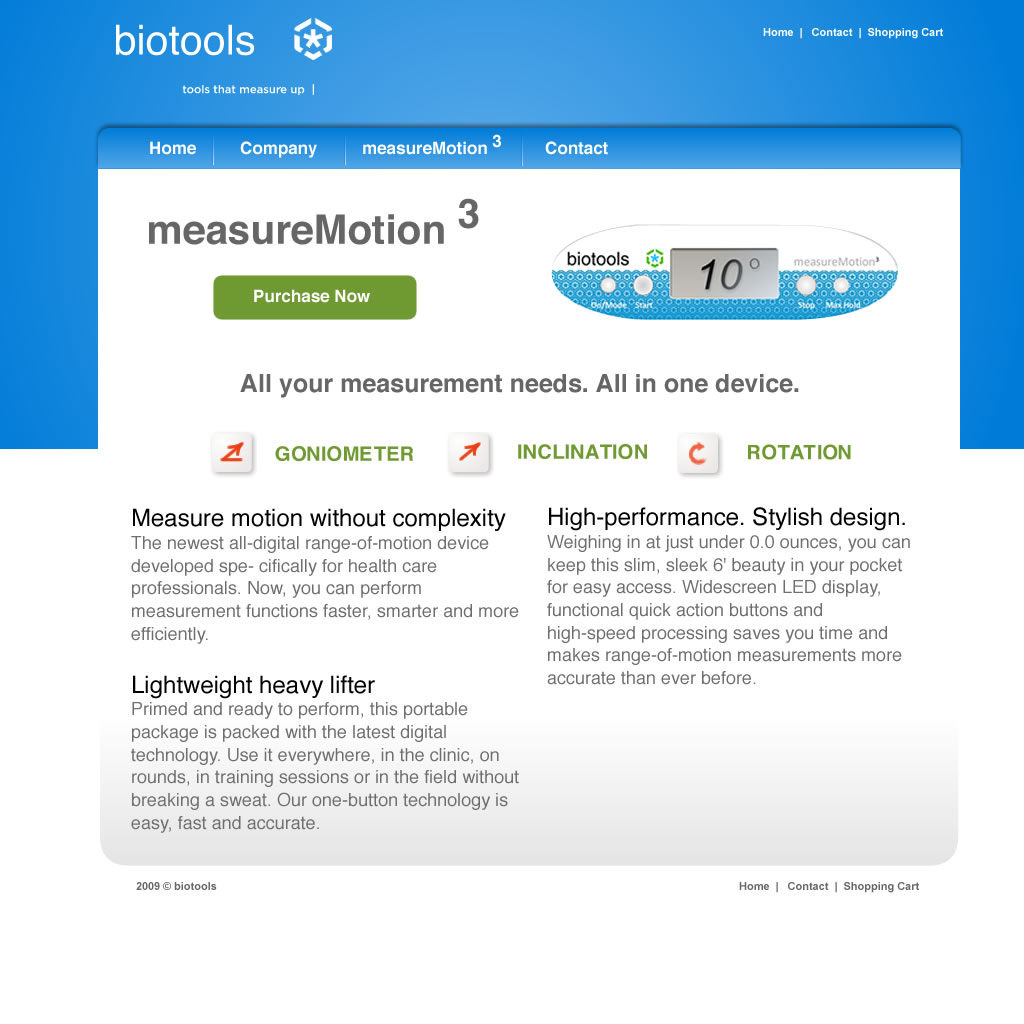 biotools
Home | Contact | Shopping Cart
tools that measure up |
Home Company measureMotion 3 Contact
measureMotion 3
Purchase Now
biotools 10° measureMotion³
On/Mode Start Stop Max Hold
All your measurement needs. All in one device.
GONIOMETER INCLINATION ROTATION
Measure motion without complexity
The newest all-digital range-of-motion device
developed spe- cifically for health care
professionals. Now, you can perform
measurement functions faster, smarter and more
efficiently.
Lightweight heavy lifter
Primed and ready to perform, this portable
package is packed with the latest digital
technology. Use it everywhere, in the clinic, on
rounds, in training sessions or in the field without
breaking a sweat. Our one-button technology is
easy, fast and accurate.
High-performance. Stylish design.
Weighing in at just under 0.0 ounces, you can
keep this slim, sleek 6' beauty in your pocket
for easy access. Widescreen LED display,
functional quick action buttons and
high-speed processing saves you time and
makes range-of-motion measurements more
accurate than ever before.
2009 © biotools
Home | Contact | Shopping Cart